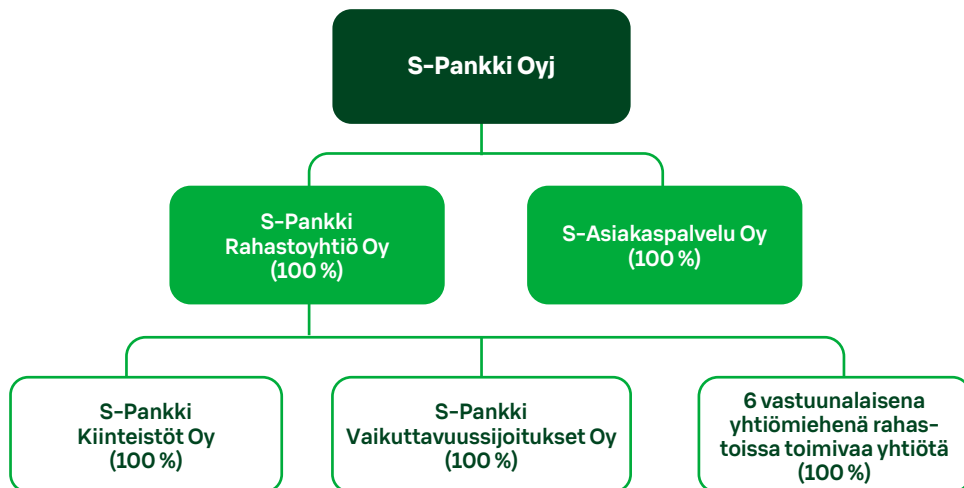 S-Pankki Oyj
S-Pankki
Rahastoyhtiö Oy
(100 %)
S-Asiakaspalvelu Oy
(100 %)
S-Pankki
Kiinteistöt Oy
(100 %)
S-Pankki
Vaikuttavuussijoitukset Oy
(100 %)
6 vastuunalaisena
yhtiömiehenä rahas-
toissa toimivaa yhtiötä
(100 %)